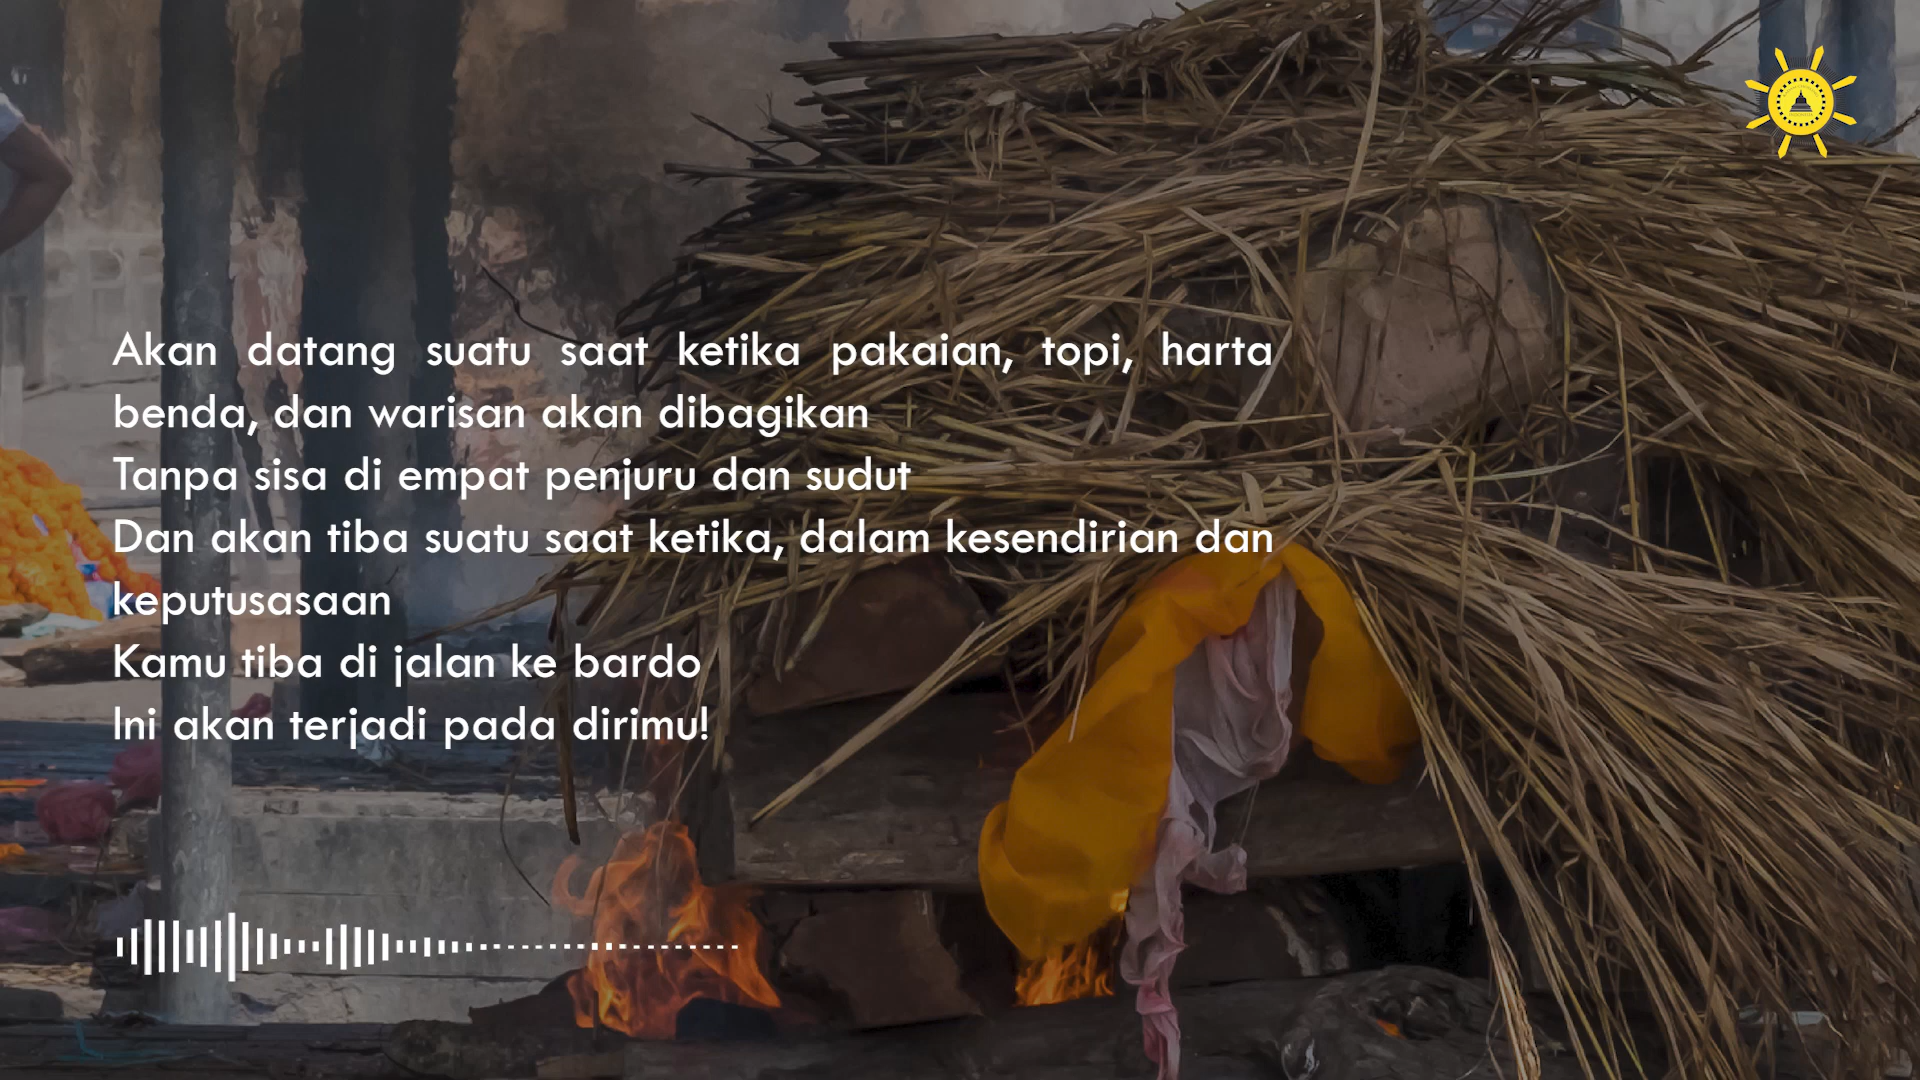 Akan datang suatu saat ketika pakaian, topi, harta
benda, dan warisan akan dibagikan
Tanpa sisa di empat penjuru dan sudut
Dan akan tiba suatu saat ketika, dalam kesendirian dan
keputusasaan
Kamu tiba di jalan ke bardo
Ini akan terjadi pada dirimu!